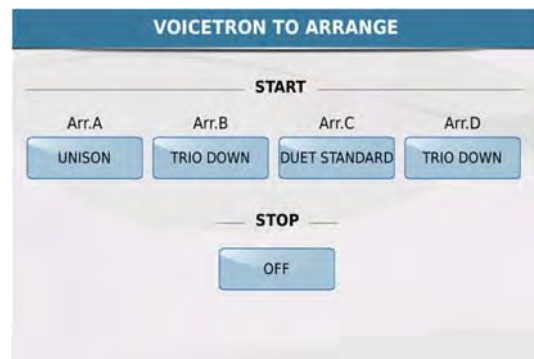 VOICETRON TO ARRANGE
START
Arr.A Arr.B Arr.C Arr.D
UNISON TRIO DOWN DUET STANDARD TRIO DOWN
STOP
OFF